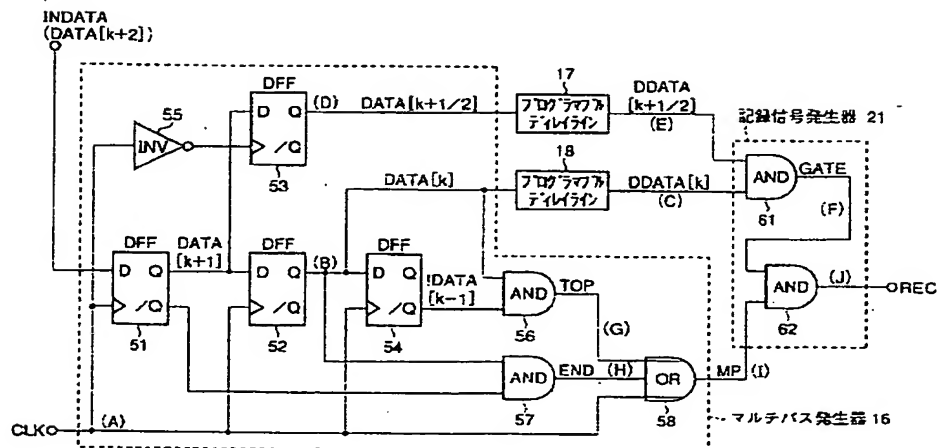 INDATA
(DATA[k+2])
DFF
D Q
/Q
53
(D)
DATA[k+1/2]
17
プログラマブル
ディレイライン
DDATA
[k+1/2]
(E)
記録信号発生器 21
55
INV
DATA[k]
18
プログラマブル
ディレイライン
DDATA[k]
(C)
AND
61
GATE
(F)
DFF
D Q
/Q
51
DATA
[k+1]
DFF
D Q
/Q
52
(B)
DFF
D Q
/Q
54
!DATA
[k-1]
AND
56
TOP
(G)
AND
62
(J)
REC
AND
57
END
(H)
OR
58
MP
(I)
CLK
(A)
マルチパス発生器 16